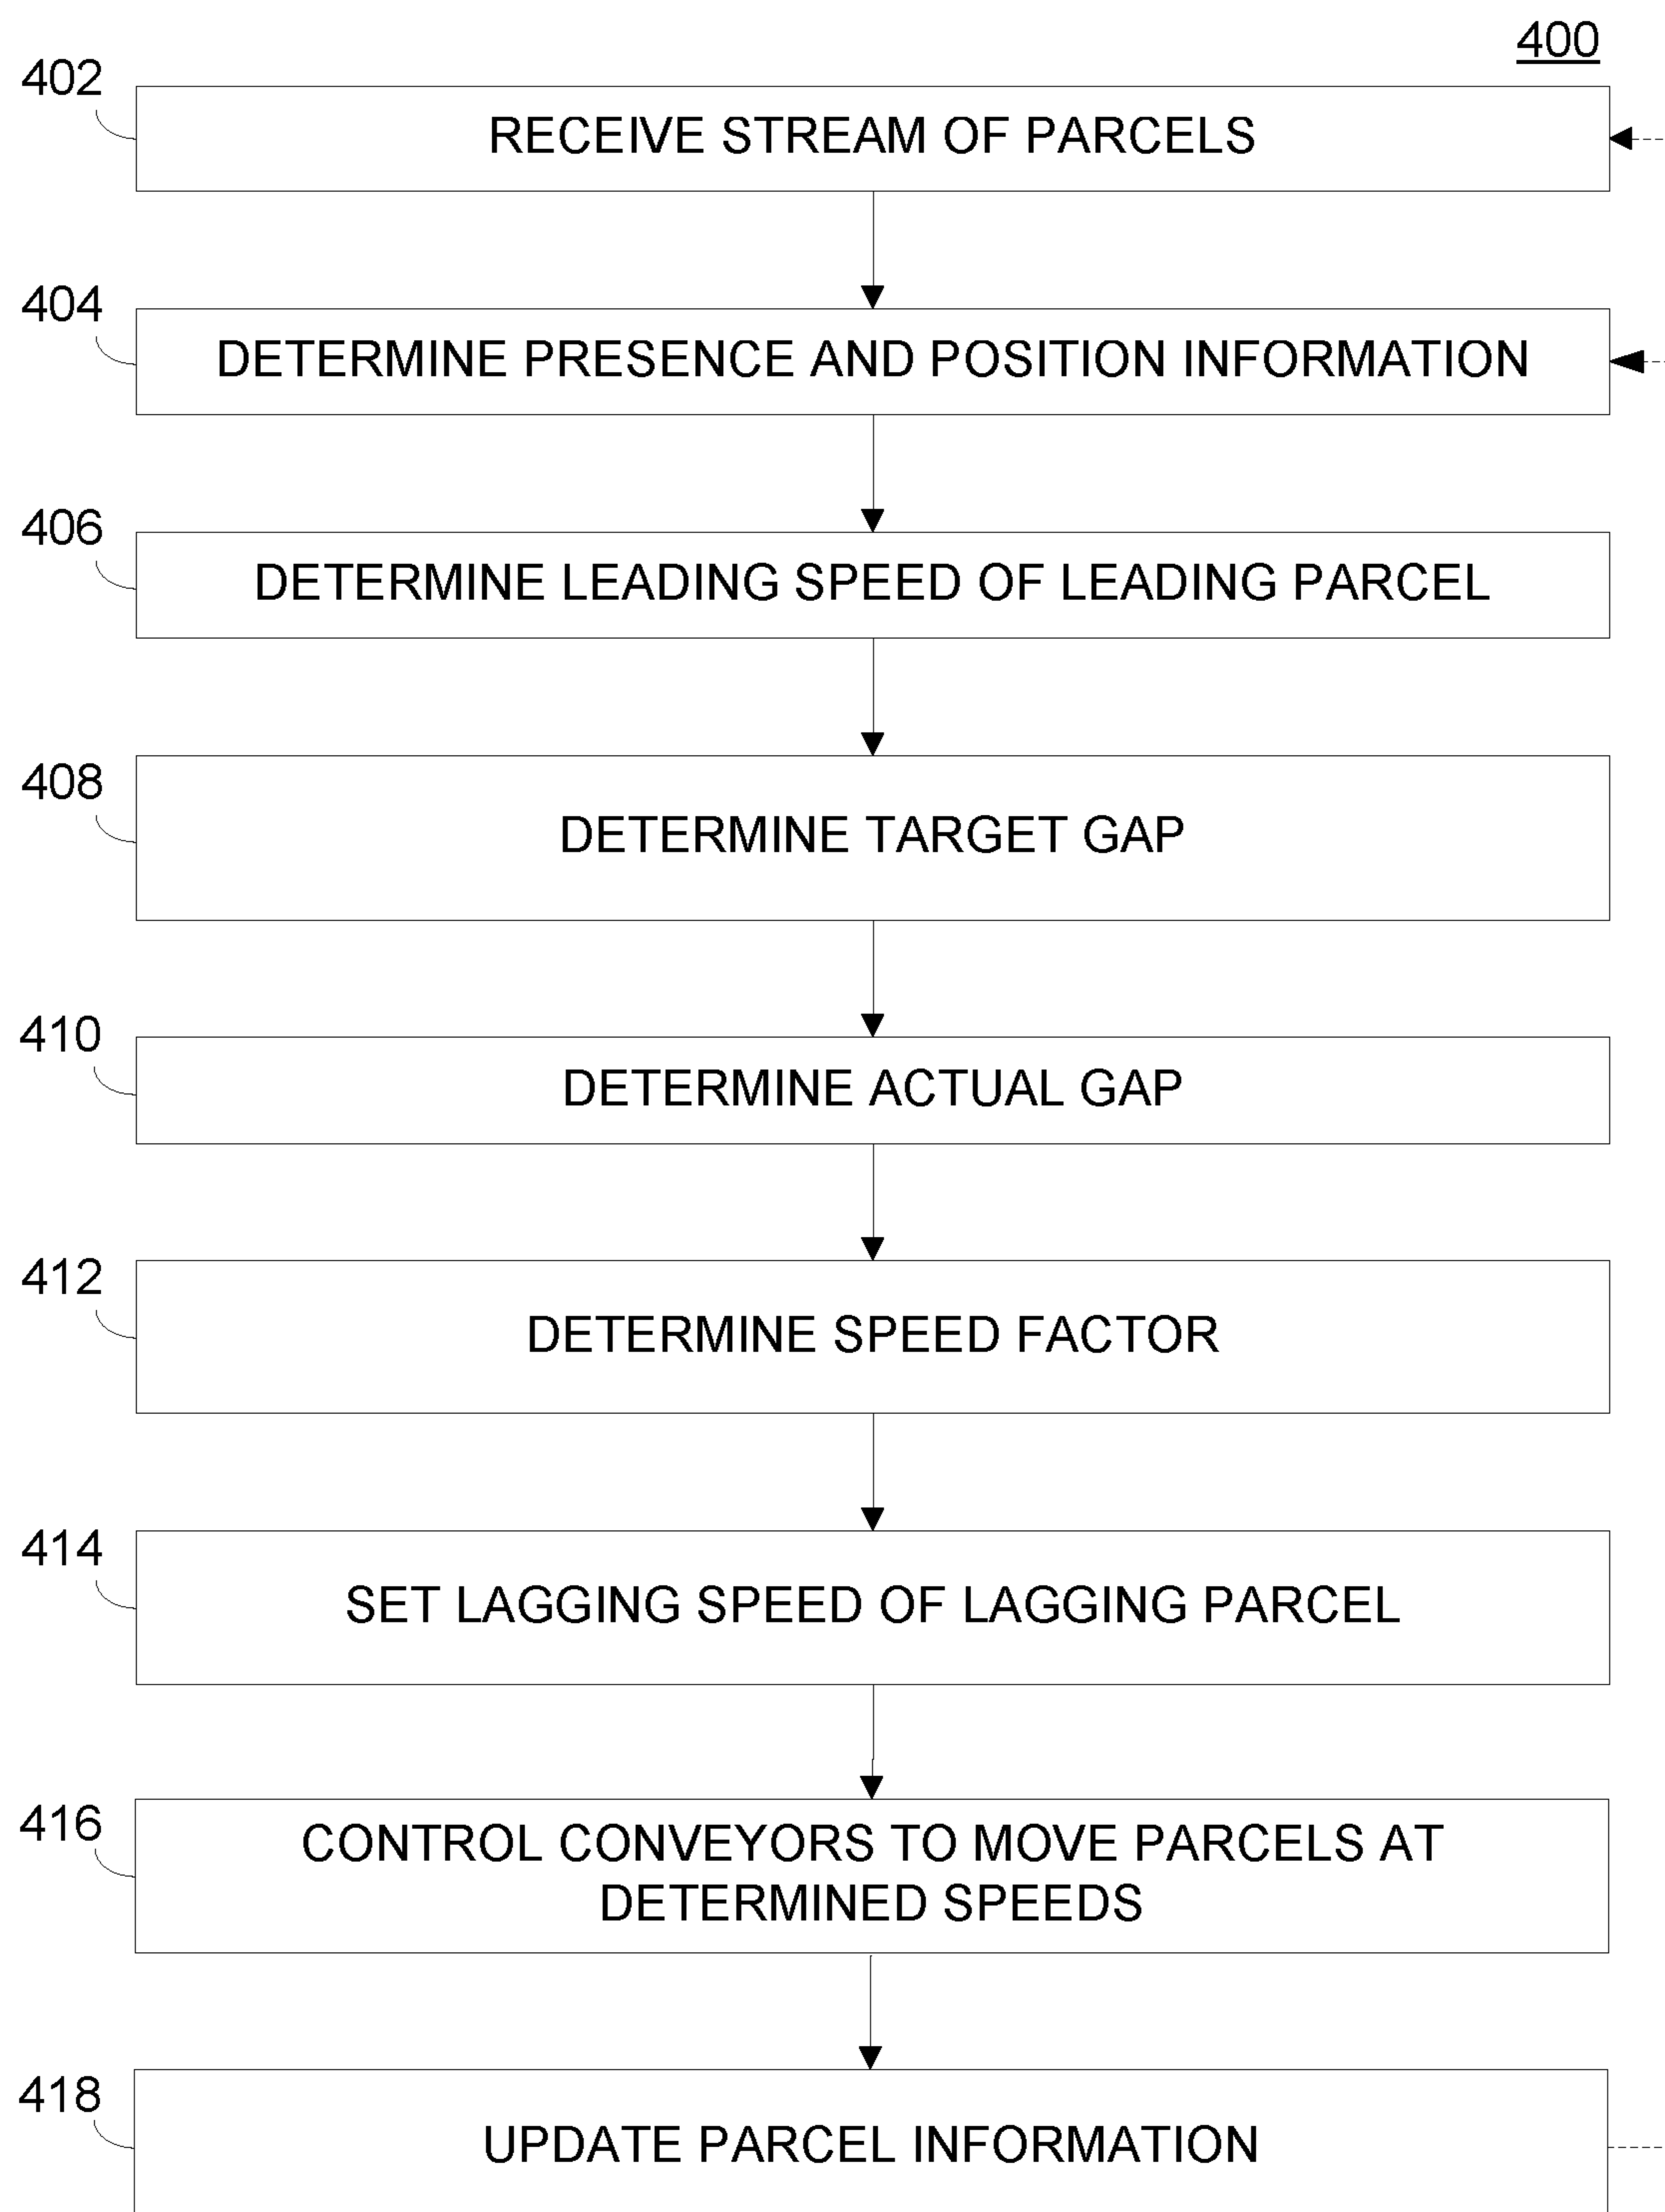 400
402
RECEIVE STREAM OF PARCELS
404
DETERMINE PRESENCE AND POSITION INFORMATION
406
DETERMINE LEADING SPEED OF LEADING PARCEL
408
DETERMINE TARGET GAP
410
DETERMINE ACTUAL GAP
412
DETERMINE SPEED FACTOR
414
SET LAGGING SPEED OF LAGGING PARCEL
416
CONTROL CONVEYORS TO MOVE PARCELS AT
DETERMINED SPEEDS
418
UPDATE PARCEL INFORMATION